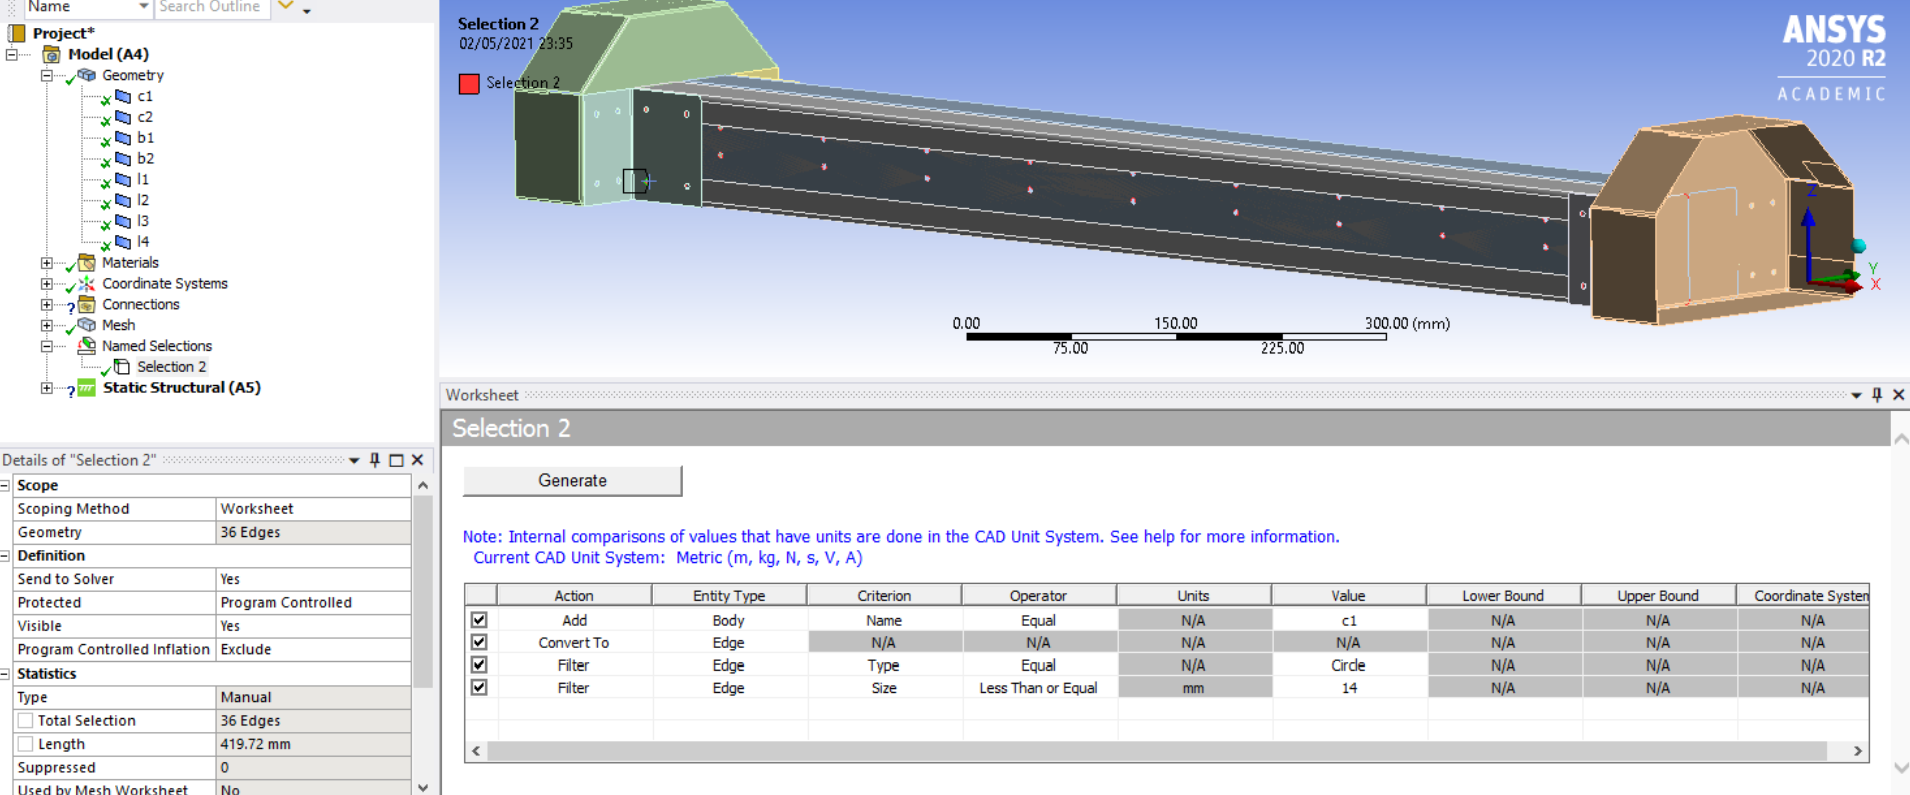 Name
Search Outline
Project*
Model (A4)
Geometry
c1
c2
b1
b2
l1
l2
l3
l4
Materials
Coordinate Systems
Connections
Mesh
Named Selections
Selection 2
Static Structural (A5)
Details of "Selection 2"
Scope
Scoping Method Worksheet
Geometry 36 Edges
Definition
Send to Solver Yes
Protected Program Controlled
Visible Yes
Program Controlled Inflation Exclude
Statistics
Type Manual
Total Selection 36 Edges
Length 419.72 mm
Suppressed 0
Used by Mesh Worksheet No
Selection 2
02/05/2021 23:35
Selection 2
ANSYS
2020 R2
ACADEMIC
Z
Y
X
0.00 150.00 300.00 (mm)
75.00 225.00
Worksheet
Selection 2
Generate
Note: Internal comparisons of values that have units are done in the CAD Unit System. See help for more information.
Current CAD Unit System: Metric (m, kg, N, s, V, A)
Action Entity Type Criterion Operator Units Value Lower Bound Upper Bound Coordinate System
Add Body Name Equal N/A c1 N/A N/A N/A
Convert To Edge N/A N/A N/A N/A N/A N/A N/A
Filter Edge Type Equal N/A Circle N/A N/A N/A
Filter Edge Size Less Than or Equal mm 14 N/A N/A N/A